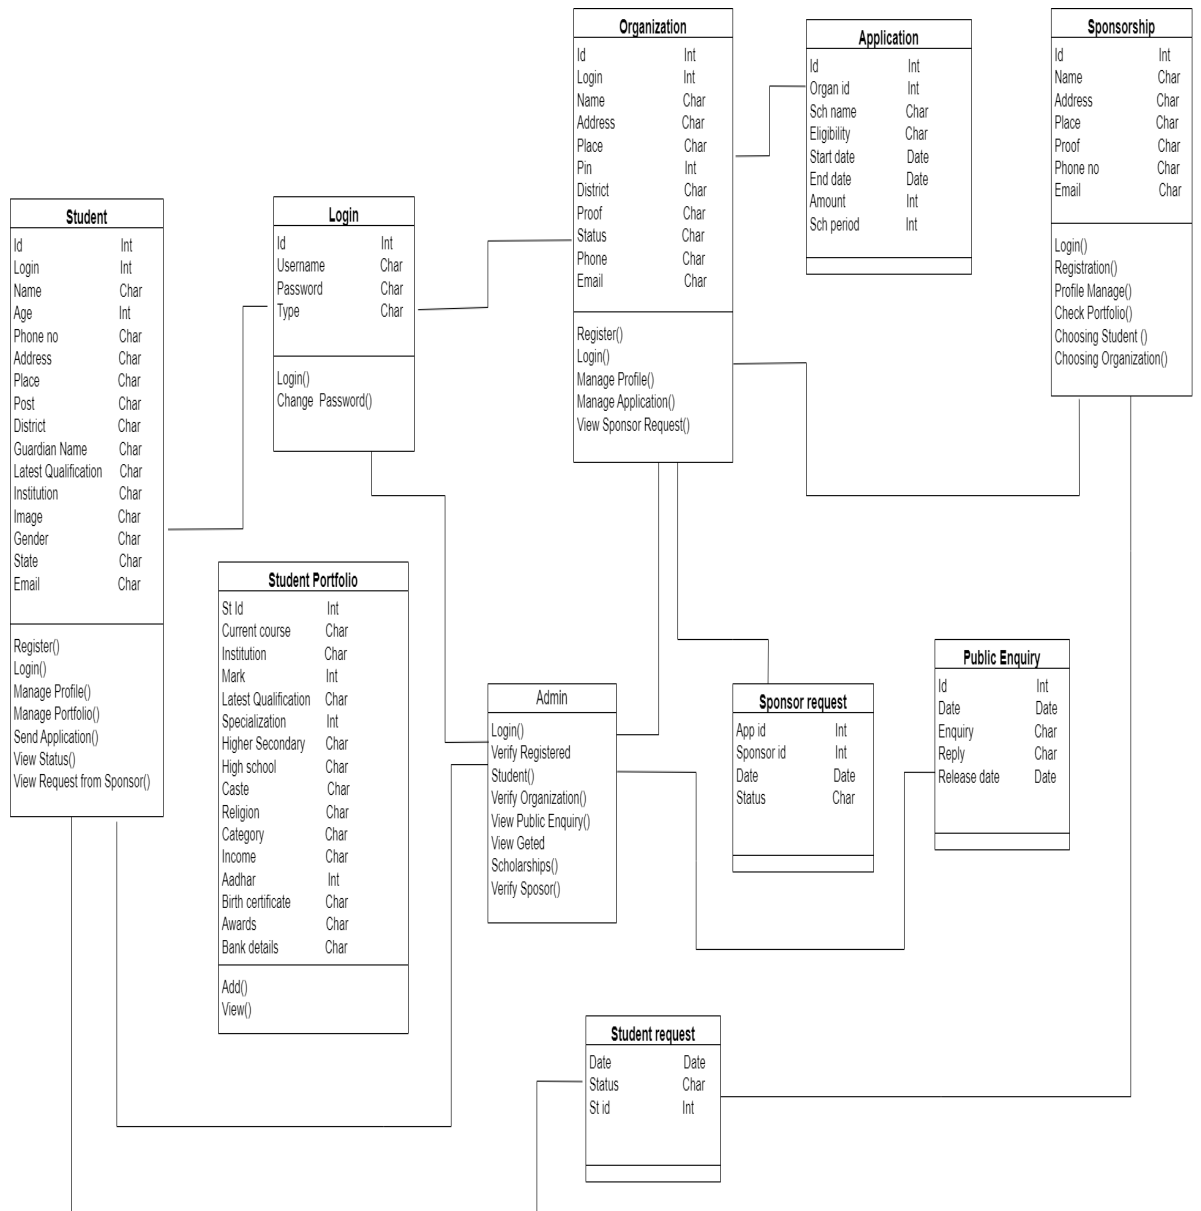 Organization
Id Int
Login Int
Name Char
Address Char
Place Char
Pin Int
District Char
Proof Char
Status Char
Phone Char
Email Char
Register()
Login()
Manage Profile()
Manage Application()
View Sponsor Request()
Application
Id Int
Organ id Int
Sch name Char
Eligibility Char
Start date Date
End date Date
Amount Int
Sch period Int
Sponsorship
Id Int
Name Char
Address Char
Place Char
Proof Char
Phone no Char
Email Char
Login()
Registration()
Profile Manage()
Check Portfolio()
Choosing Student ()
Choosing Organization()
Student
Id Int
Login Int
Name Char
Age Int
Phone no Char
Address Char
Place Char
Post Char
District Char
Guardian Name Char
Latest Qualification Char
Institution Char
Image Char
Gender Char
State Char
Email Char
Register()
Login()
Manage Profile()
Manage Portfolio()
Send Application()
View Status()
View Request from Sponsor()
Login
Id Int
Username Char
Password Char
Type Char
Login()
Change Password()
Student Portfolio
St Id Int
Current course Char
Institution Char
Mark Int
Latest Qualification Char
Specialization Int
Higher Secondary Char
High school Char
Caste Char
Religion Char
Category Char
Income Char
Aadhar Int
Birth certificate Char
Awards Char
Bank details Char
Add()
View()
Admin
Login()
Verify Registered
Student()
Verify Organization()
View Public Enquiry()
View Geted
Scholarships()
Verify Sposor()
Sponsor request
App id Int
Sponsor id Int
Date Date
Status Char
Public Enquiry
Id Int
Date Date
Enquiry Char
Reply Char
Release date Date
Student request
Date Date
Status Char
St id Int